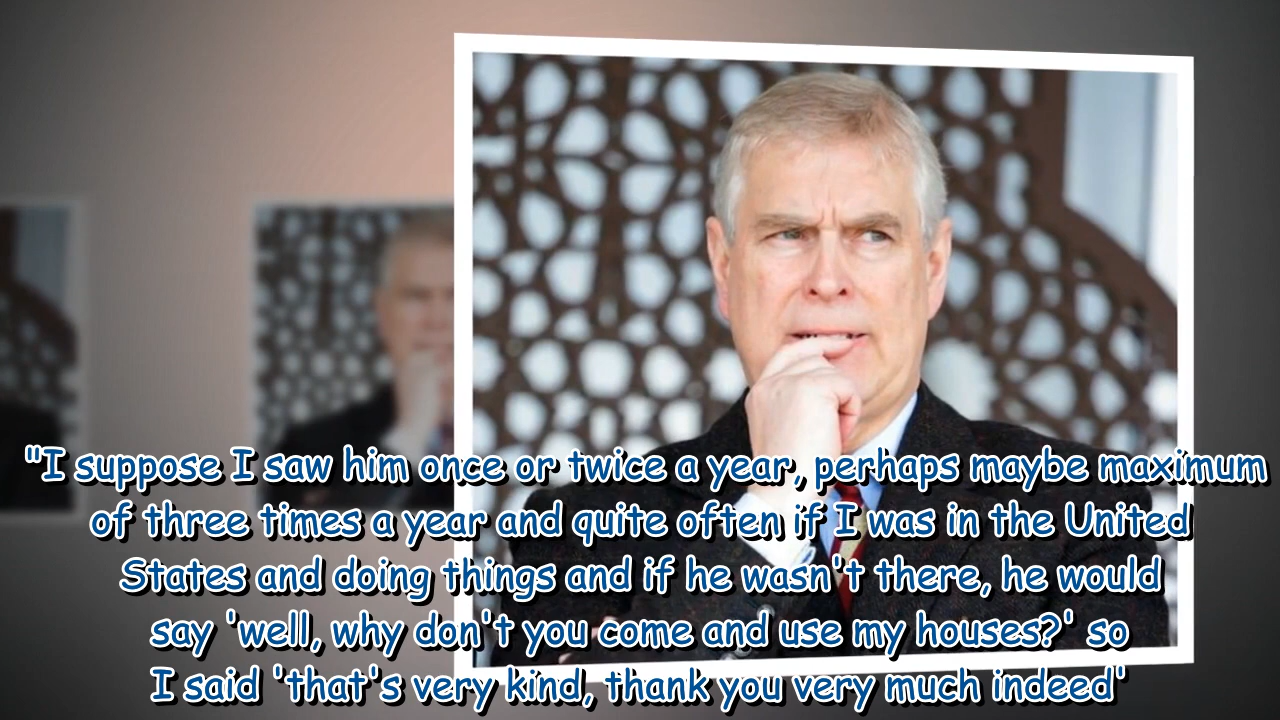 "I suppose I saw him once or twice a year, perhaps maybe maximum
of three times a year and quite often if I was in the United
States and doing things and if he wasn't there, he would
say 'well, why don't you come and use my houses?' so
I said 'that's very kind, thank you very much indeed'